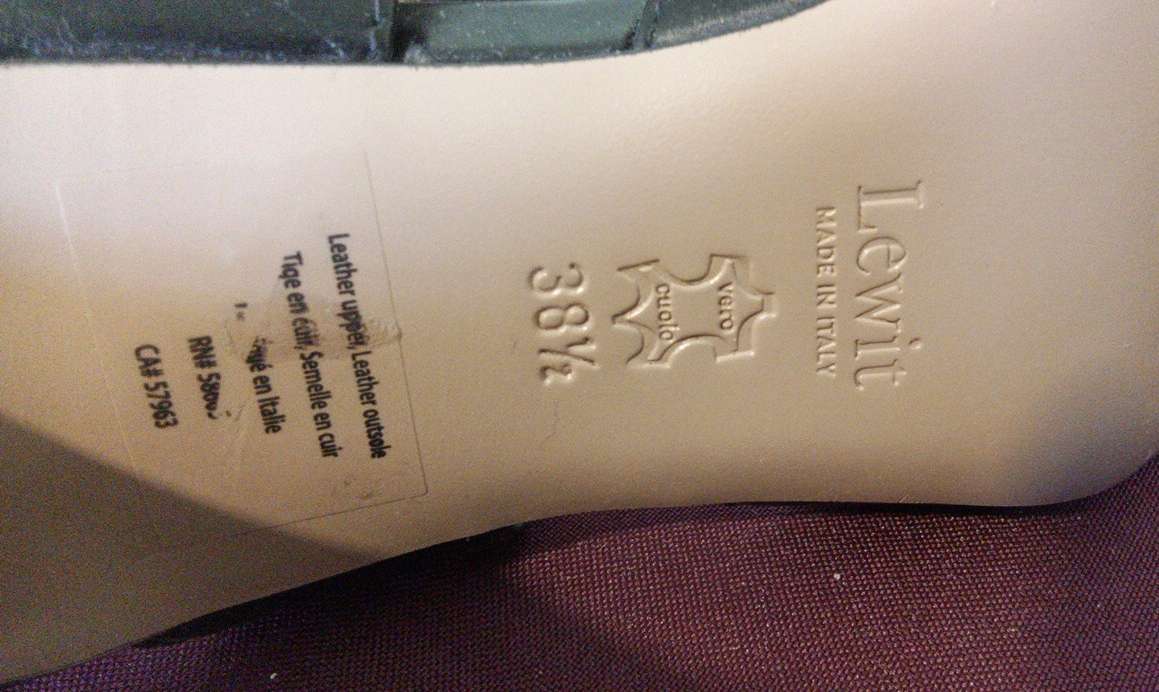 Lewit
MADE IN ITALY
vero
cuoio
38½
Leather upper, Leather outsole
Tige en cuir, Semelle en cuir
en Italie
RN#
CA# 57963